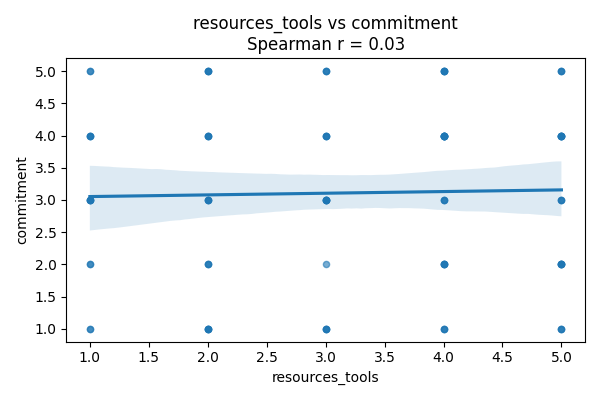 resources_tools vs commitment
Spearman r = 0.03
5.0
4.5
4.0
3.5
3.0
2.5
2.0
1.5
1.0
commitment
1.0 1.5 2.0 2.5 3.0 3.5 4.0 4.5 5.0
resources_tools